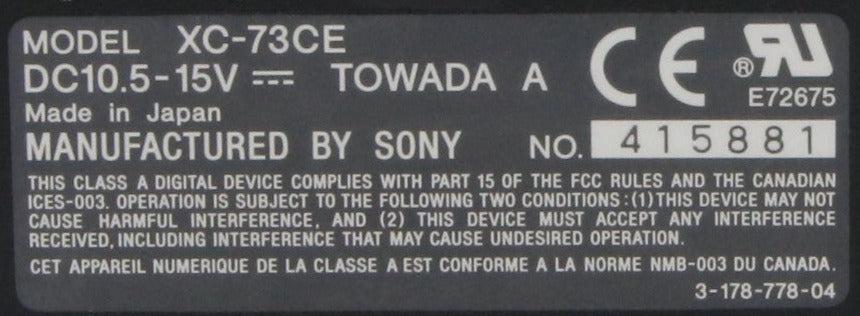 MODEL XC-73CE
DC10.5-15V TOWADA A
CE
® RU
E72675
Made in Japan
MANUFACTURED BY SONY NO. 415881
THIS CLASS A DIGITAL DEVICE COMPLIES WITH PART 15 OF THE FCC RULES AND THE CANADIAN
ICES-003. OPERATION IS SUBJECT TO THE FOLLOWING TWO CONDITIONS : (1) THIS DEVICE MAY NOT
CAUSE HARMFUL INTERFERENCE, AND (2) THIS DEVICE MUST ACCEPT ANY INTERFERENCE
RECEIVED, INCLUDING INTERFERENCE THAT MAY CAUSE UNDESIRED OPERATION.
CET APPAREIL NUMERIQUE DE LA CLASSE A EST CONFORME A LA NORME NMB-003 DU CANADA.
3-178-778-04